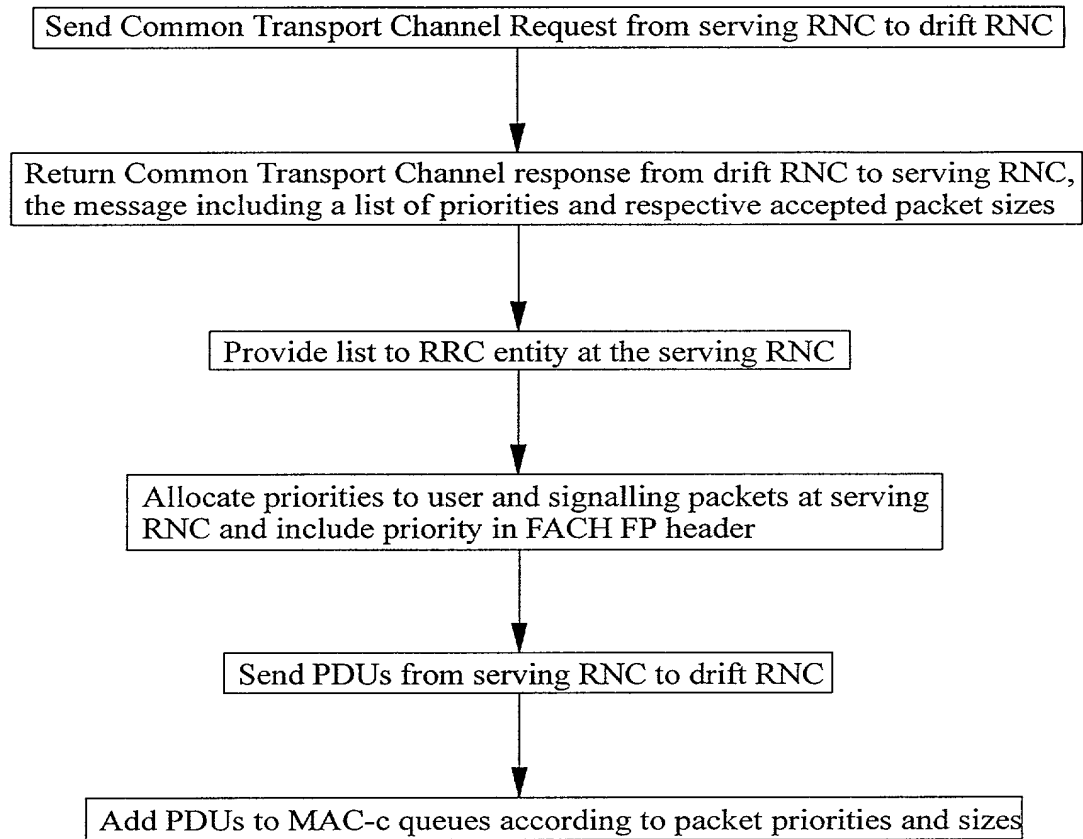 Send Common Transport Channel Request from serving RNC to drift RNC
Return Common Transport Channel response from drift RNC to serving RNC,
the message including a list of priorities and respective accepted packet sizes
Provide list to RRC entity at the serving RNC
Allocate priorities to user and signalling packets at serving
RNC and include priority in FACH FP header
Send PDUs from serving RNC to drift RNC
Add PDUs to MAC-c queues according to packet priorities and sizes